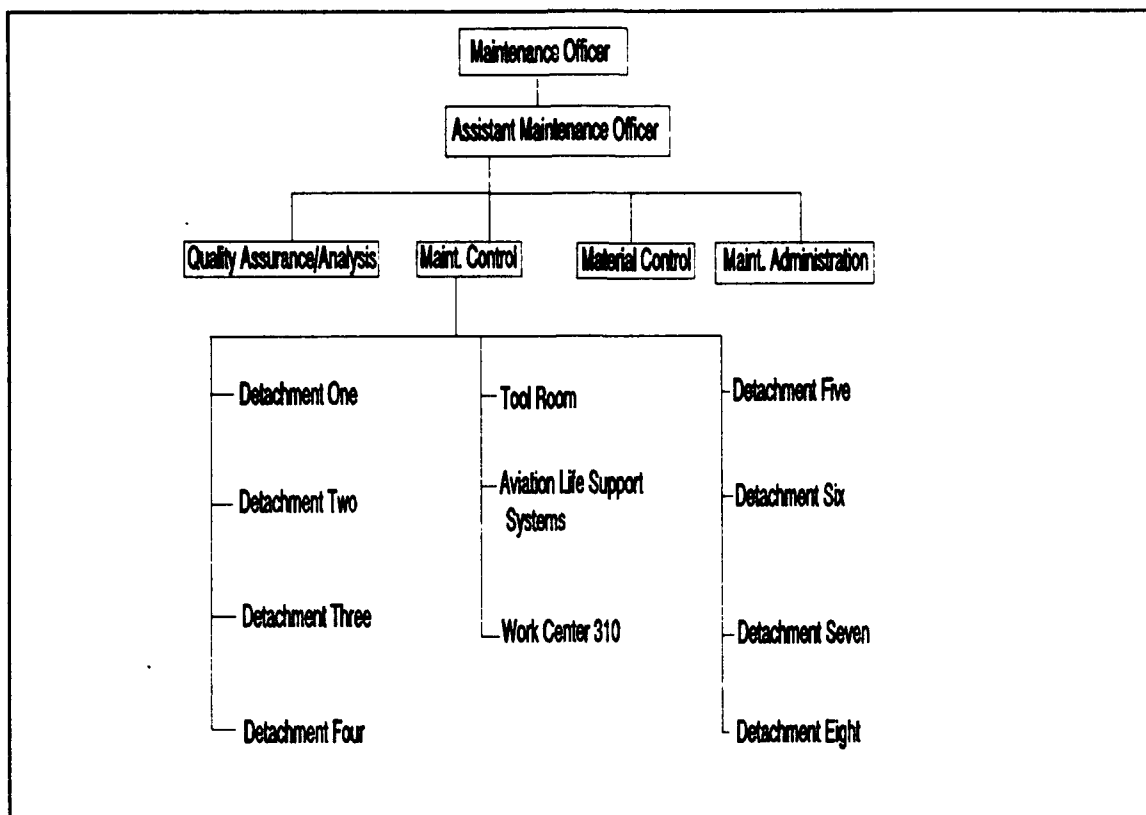 Maintenance Officer
Assistant Maintenance Officer
Quality Assurance/Analysis
Maint. Control
Material Control
Maint. Administration
Detachment One
Detachment Two
Detachment Three
Detachment Four
Tool Room
Aviation Life Support
Systems
Work Center 310
Detachment Five
Detachment Six
Detachment Seven
Detachment Eight